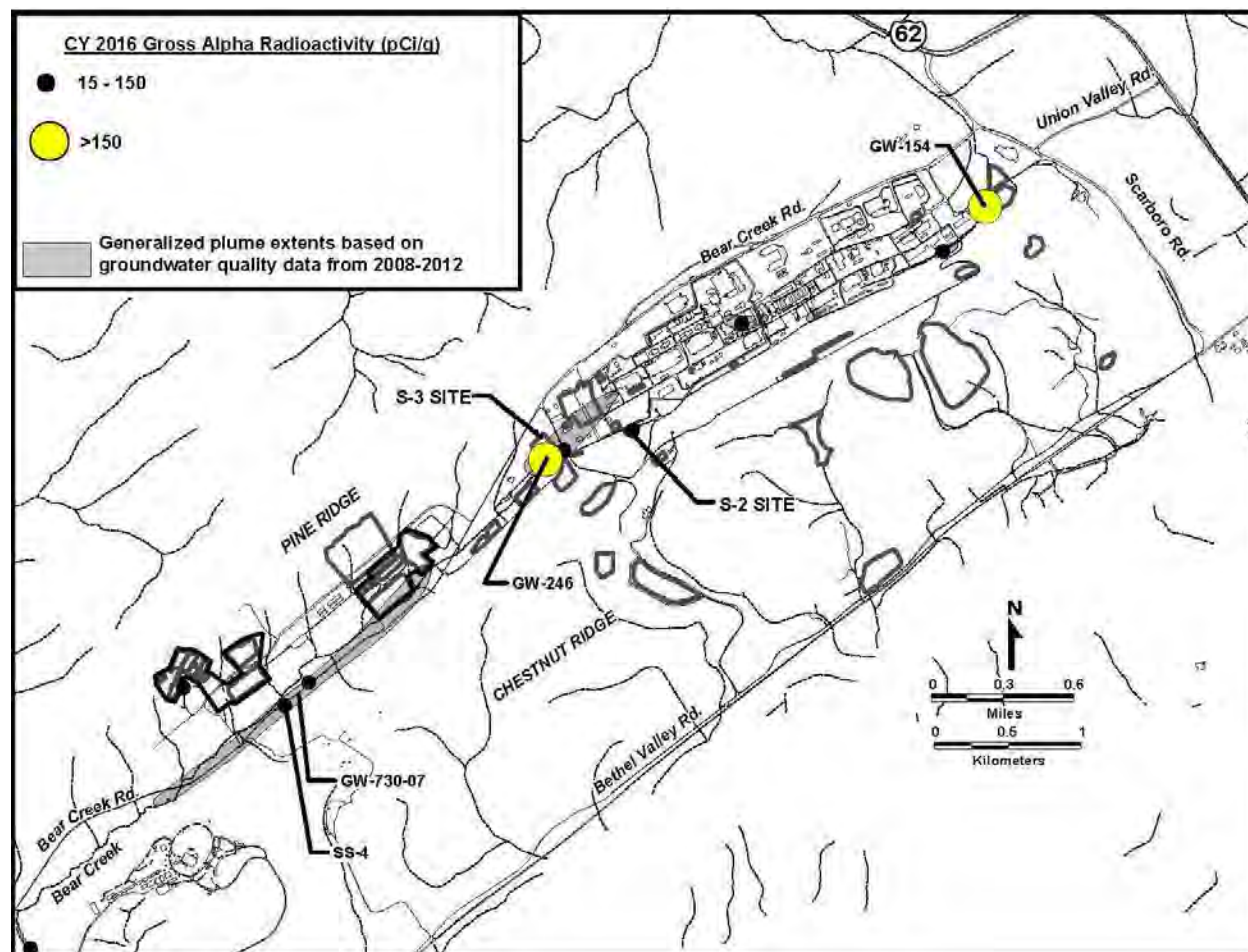 CY 2016 Gross Alpha Radioactivity (pCi/g)
15 - 150
>150
Generalized plume extents based on
groundwater quality data from 2008-2012
62
Union Valley Rd.
GW-154
Scarboro Rd.
Bear Creek Rd.
S-3 SITE
S-2 SITE
PINE RIDGE
GW-246
CHESTNUT RIDGE
N
0 0.3 0.6
Miles
0 0.5 1
Kilometers
GW-730-07
Bethel Valley Rd.
Bear Creek Rd.
SS-4
Bear Creek